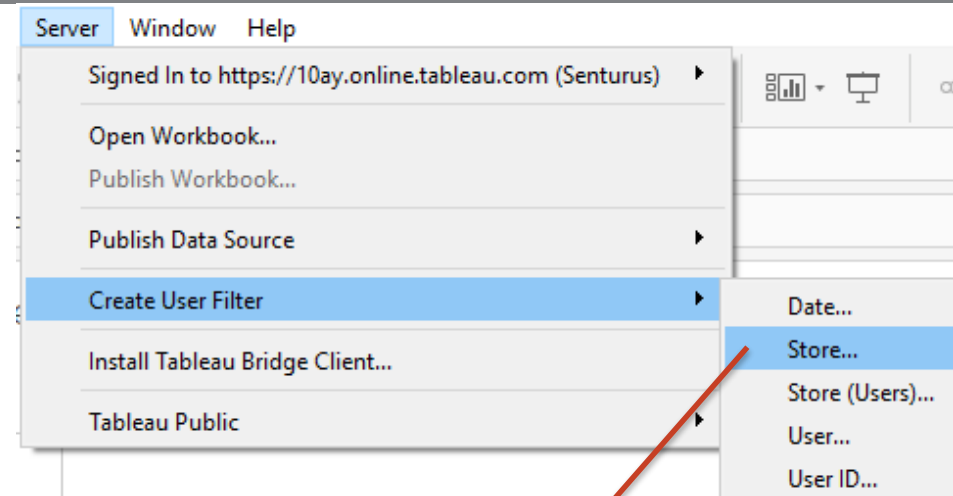 Server Window Help
Signed In to https://10ay.online.tableau.com (Senturus)
Open Workbook...
Publish Workbook...
Publish Data Source
Create User Filter
Install Tableau Bridge Client...
Tableau Public
Date...
Store...
Store (Users)...
User...
User ID...